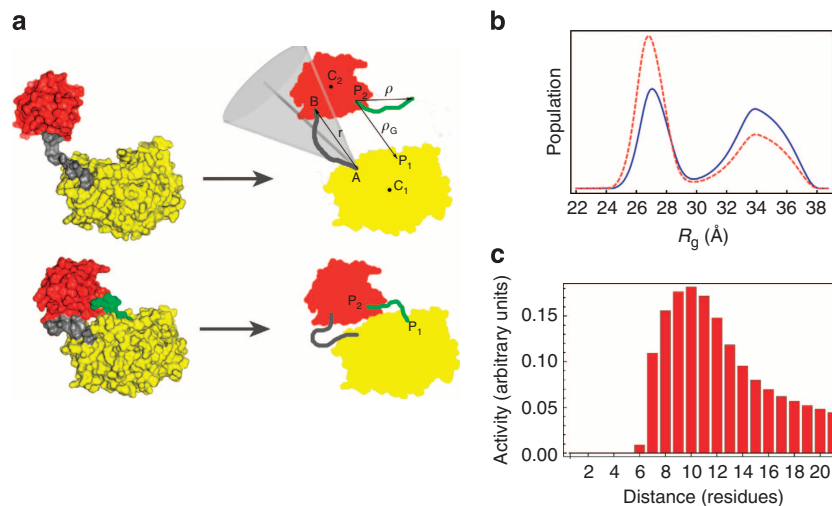 a
C2
P2
ρ
B
r
ρG
P1
A
C1
P2
P1
b
Population
22 24 26 28 30 32 34 36 38
Rg (Å)
c
Activity (arbitrary units)
0.15
0.10
0.05
0.00
2 4 6 8 10 12 14 16 18 20
Distance (residues)